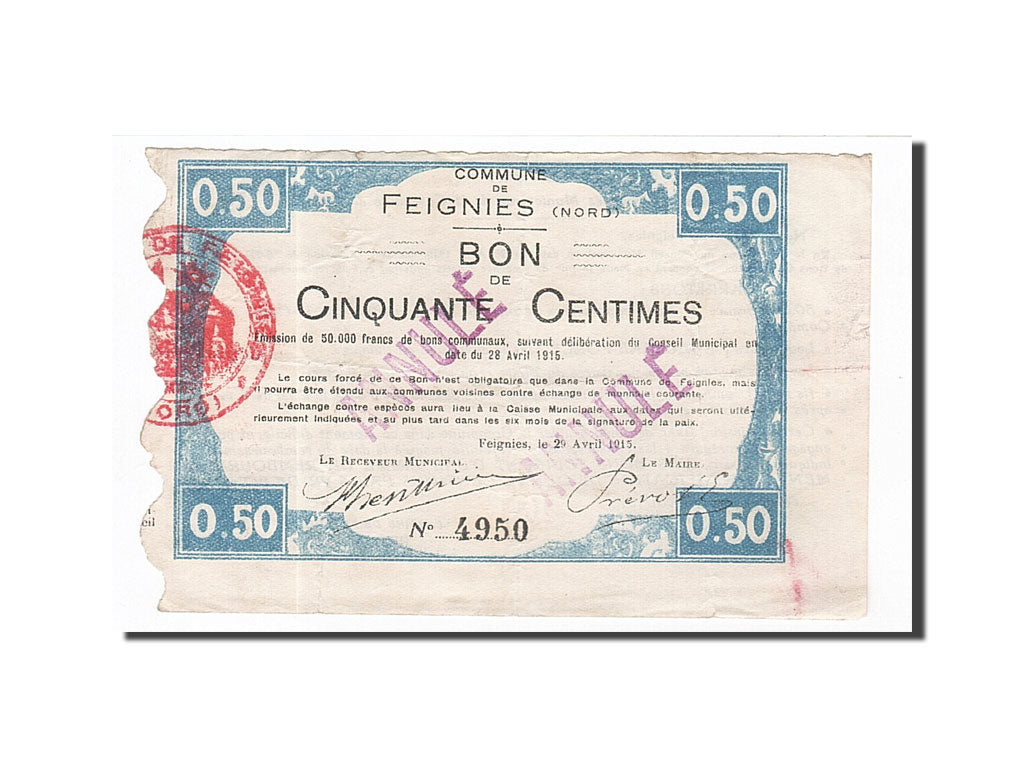 COMMUNE
DE
FEIGNIES (NORD)
0.50
0.50
BON
DE
CINQUANTE CENTIMES
Emission de 50.000 francs de bons communaux, suivant délibération du Conseil Municipal en
date du 28 Avril 1915.
Le cours forcé de ce Bon n'est obligatoire que dans la Commune de Feignies, mais
il pourra être étendu aux communes voisines contre échange de monnaie courante.
L'échange contre espèces aura lieu à la Caisse Municipale, aux dates qui seront ulté-
rieurement indiquées et au plus tard dans les six mois de la signature de la paix.
Feignies, le 29 Avril 1915.
LE RECEVEUR MUNICIPAL
LE MAIRE
Prévost
0.50
0.50
No 4950
ANNULÉ
ANNULÉ